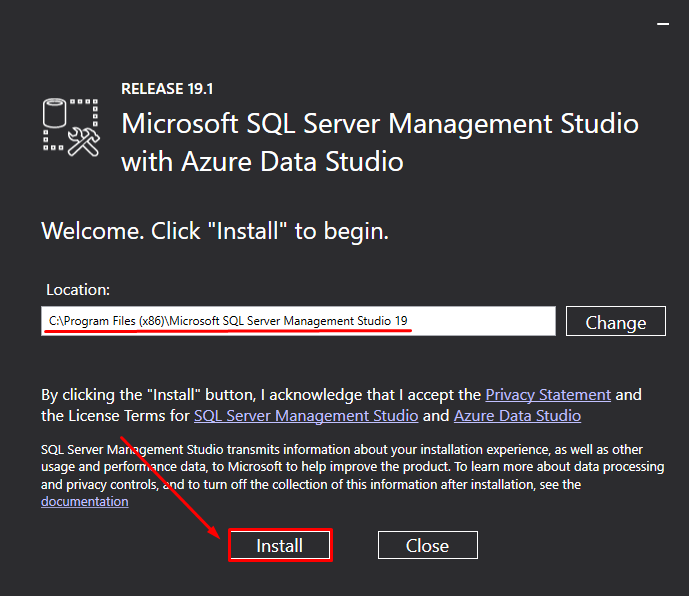 RELEASE 19.1
Microsoft SQL Server Management Studio
with Azure Data Studio
Welcome. Click "Install" to begin.
Location:
C:\Program Files (x86)\Microsoft SQL Server Management Studio 19
Change
By clicking the "Install" button, I acknowledge that I accept the Privacy Statement and
the License Terms for SQL Server Management Studio and Azure Data Studio
SQL Server Management Studio transmits information about your installation experience, as well as other
usage and performance data, to Microsoft to help improve the product. To learn more about data processing
and privacy controls, and to turn off the collection of this information after installation, see the
documentation
Install
Close